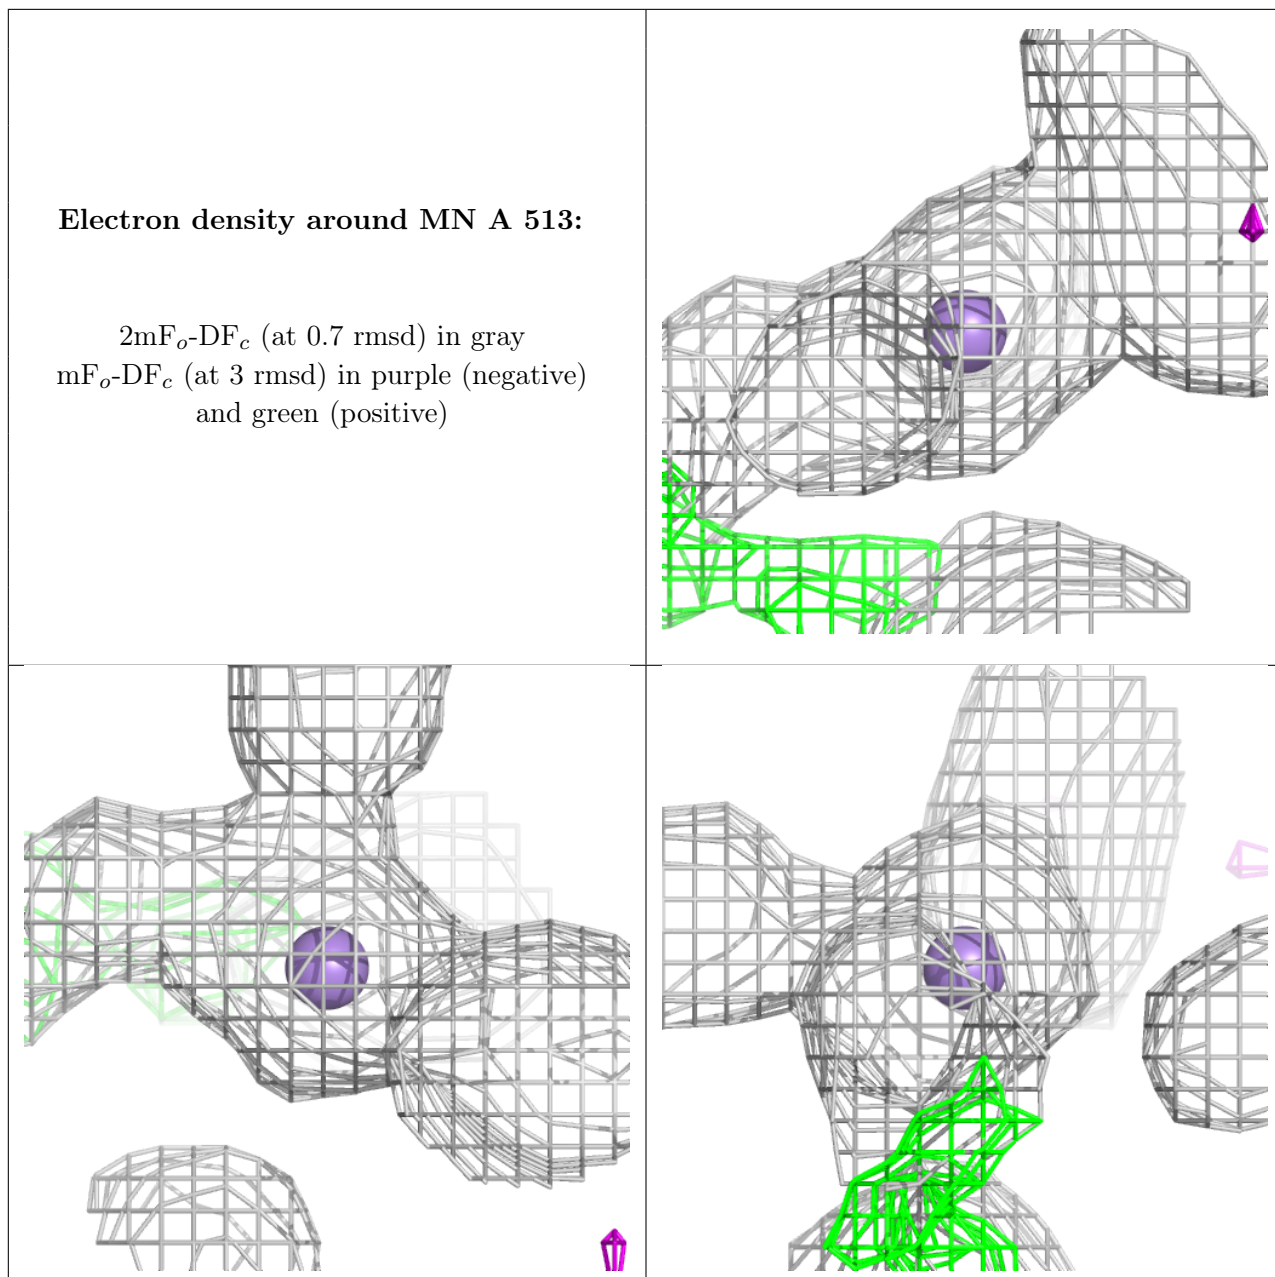 Electron density around MN A 513:
2mFo-DFc (at 0.7 rmsd) in gray
mFo-DFc (at 3 rmsd) in purple (negative)
and green (positive)